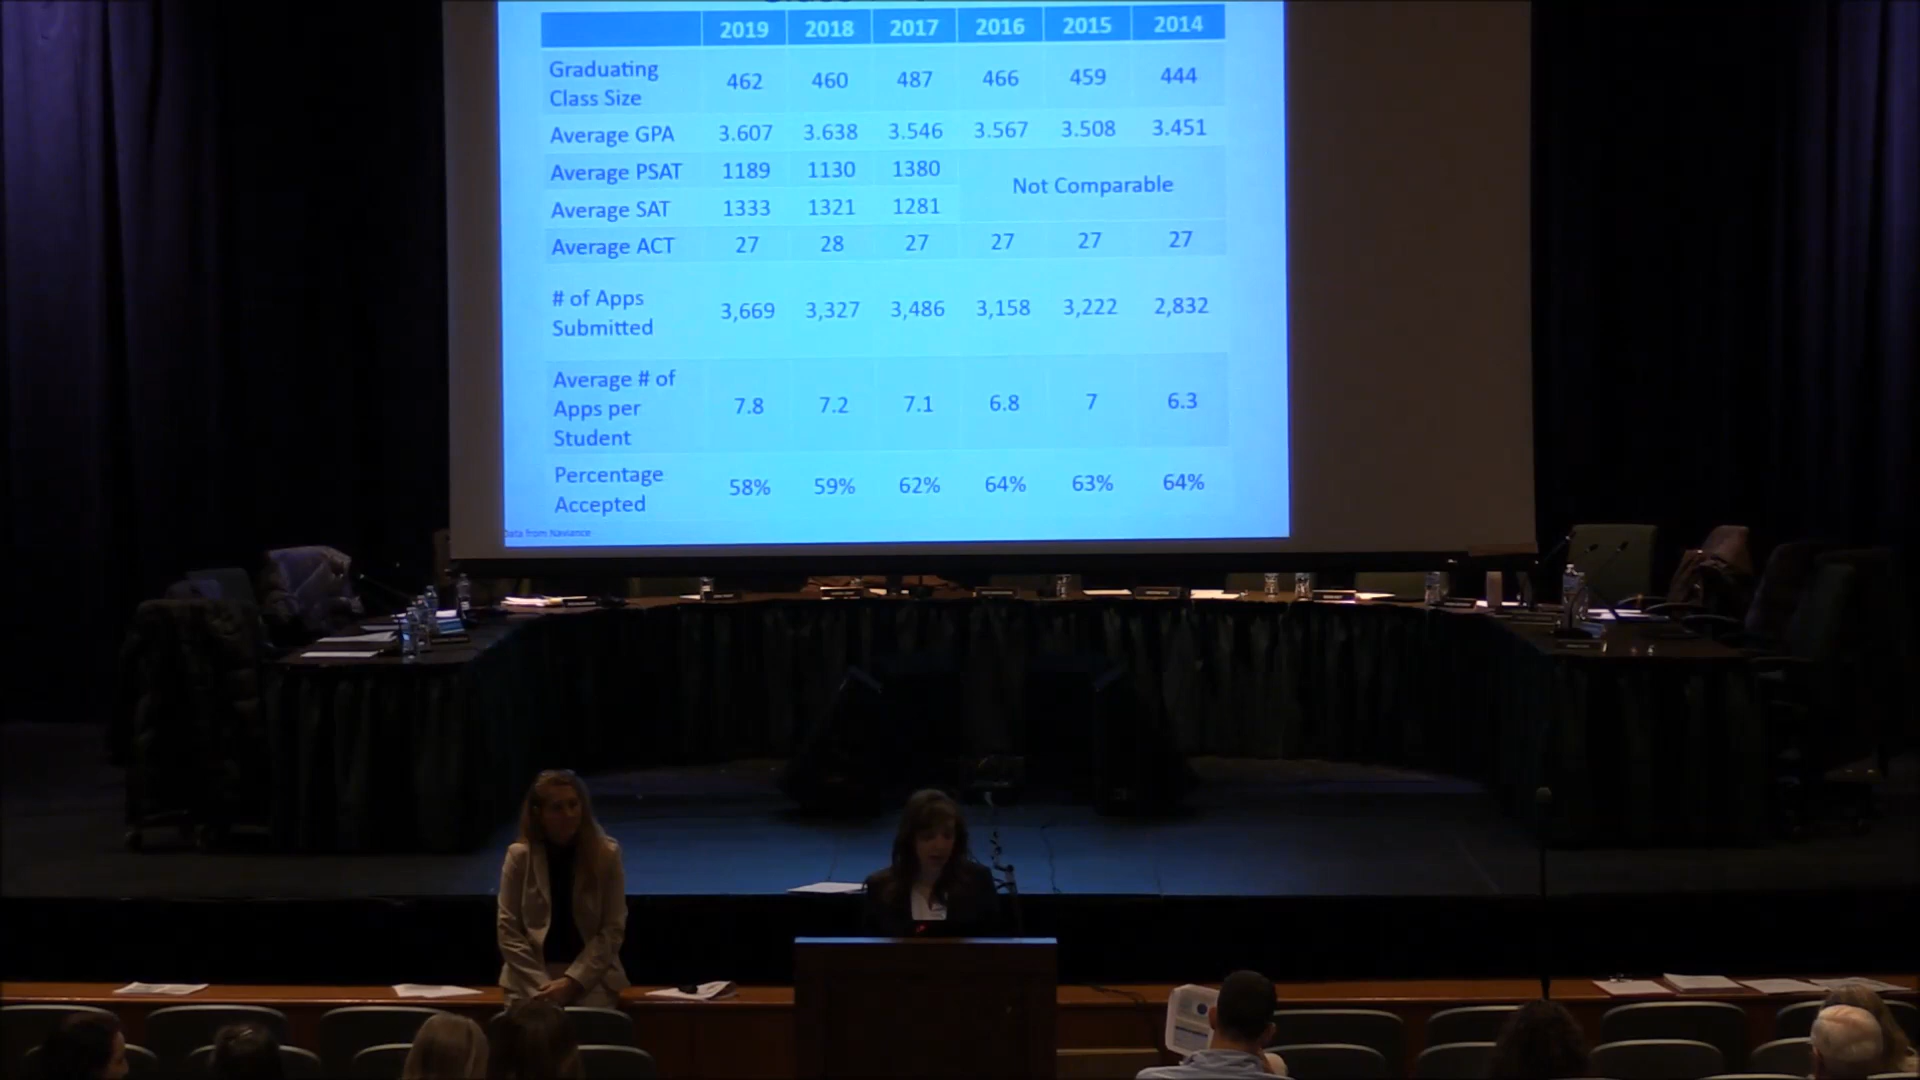 2019 2018 2017 2016 2015 2014
Graduating
Class Size
462 460 487 466 459 444
Average GPA 3.607 3.638 3.546 3.567 3.508 3.451
Average PSAT 1189 1130 1380
Not Comparable
Average SAT 1333 1321 1281
Average ACT 27 28 27 27 27 27
# of Apps
Submitted
3,669 3,327 3,486 3,158 3,222 2,832
Average # of
Apps per
Student
7.8 7.2 7.1 6.8 7 6.3
Percentage
Accepted
58% 59% 62% 64% 63% 64%
Data from Naviance